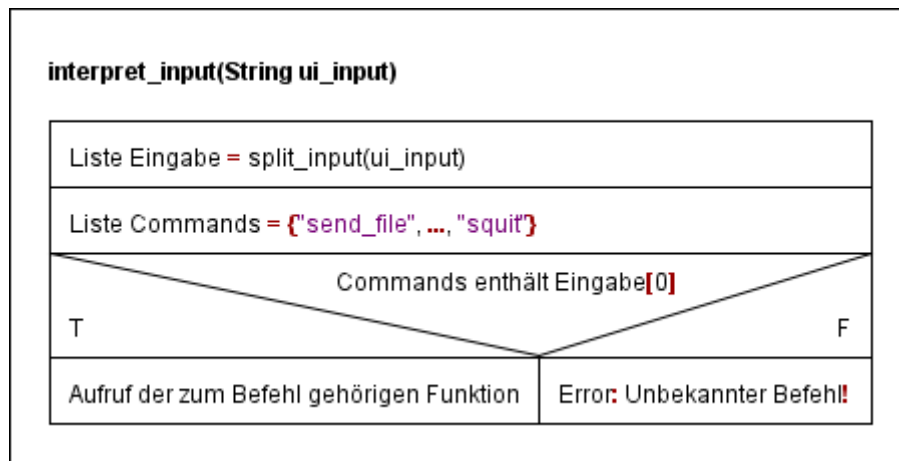 interpret_input(String ui_input)
Liste Eingabe = split_input(ui_input)
Liste Commands = {"send_file", ..., "squit"}
Commands enthält Eingabe[0]
T
F
Aufruf der zum Befehl gehörigen Funktion
Error: Unbekannter Befehl!